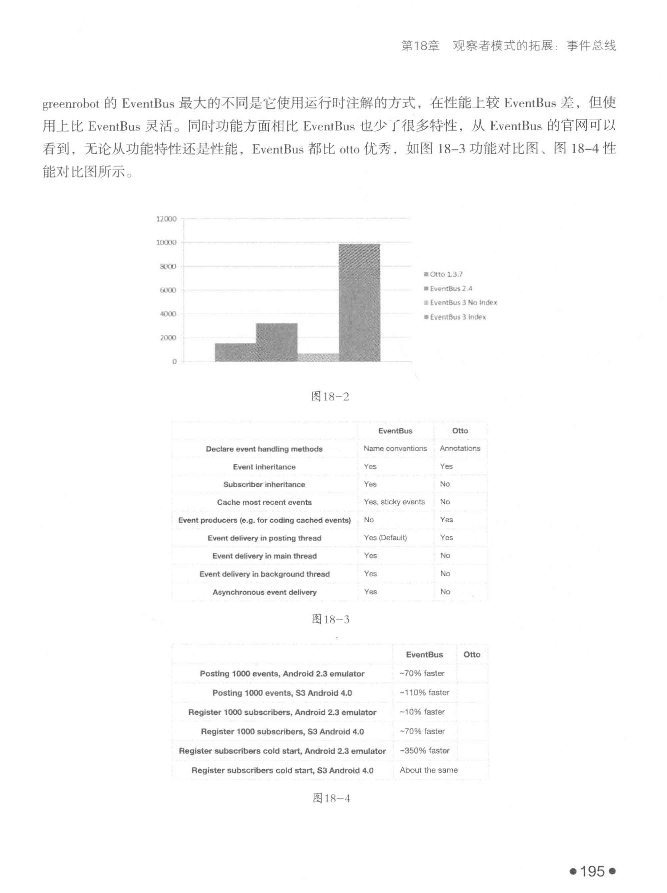 第18章 观察者模式的拓展：事件总线
greenrobot 的 EventBus 最大的不同是它使用运行时注解的方式，在性能上较 EventBus 差，但使
用上比 EventBus 灵活。同时功能方面相比 EventBus 也少了很多特性，从 EventBus 的官网可以
看到，无论从功能特性还是性能，EventBus 都比 otto 优秀，如图 18-3 功能对比图、图 18-4 性
能对比图所示。
12000
10000
8000
6000
4000
2000
0
Otto 1.3.7
EventBus 2.4
EventBus 3 No Index
EventBus 3 Index
图18-2
EventBus Otto
Declare event handling methods Name conventions Annotations
Event inheritance Yes Yes
Subscriber inheritance Yes No
Cache most recent events Yes, sticky events No
Event producers (e.g. for coding cached events) No Yes
Event delivery in posting thread Yes (Default) Yes
Event delivery in main thread Yes No
Event delivery in background thread Yes No
Asynchronous event delivery Yes No
图18-3
EventBus Otto
Posting 1000 events, Android 2.3 emulator ~70% faster
Posting 1000 events, S3 Android 4.0 ~110% faster
Register 1000 subscribers, Android 2.3 emulator ~10% faster
Register 1000 subscribers, S3 Android 4.0 ~70% faster
Register subscribers cold start, Android 2.3 emulator ~350% faster
Register subscribers cold start, S3 Android 4.0 About the same
图18-4
●195●